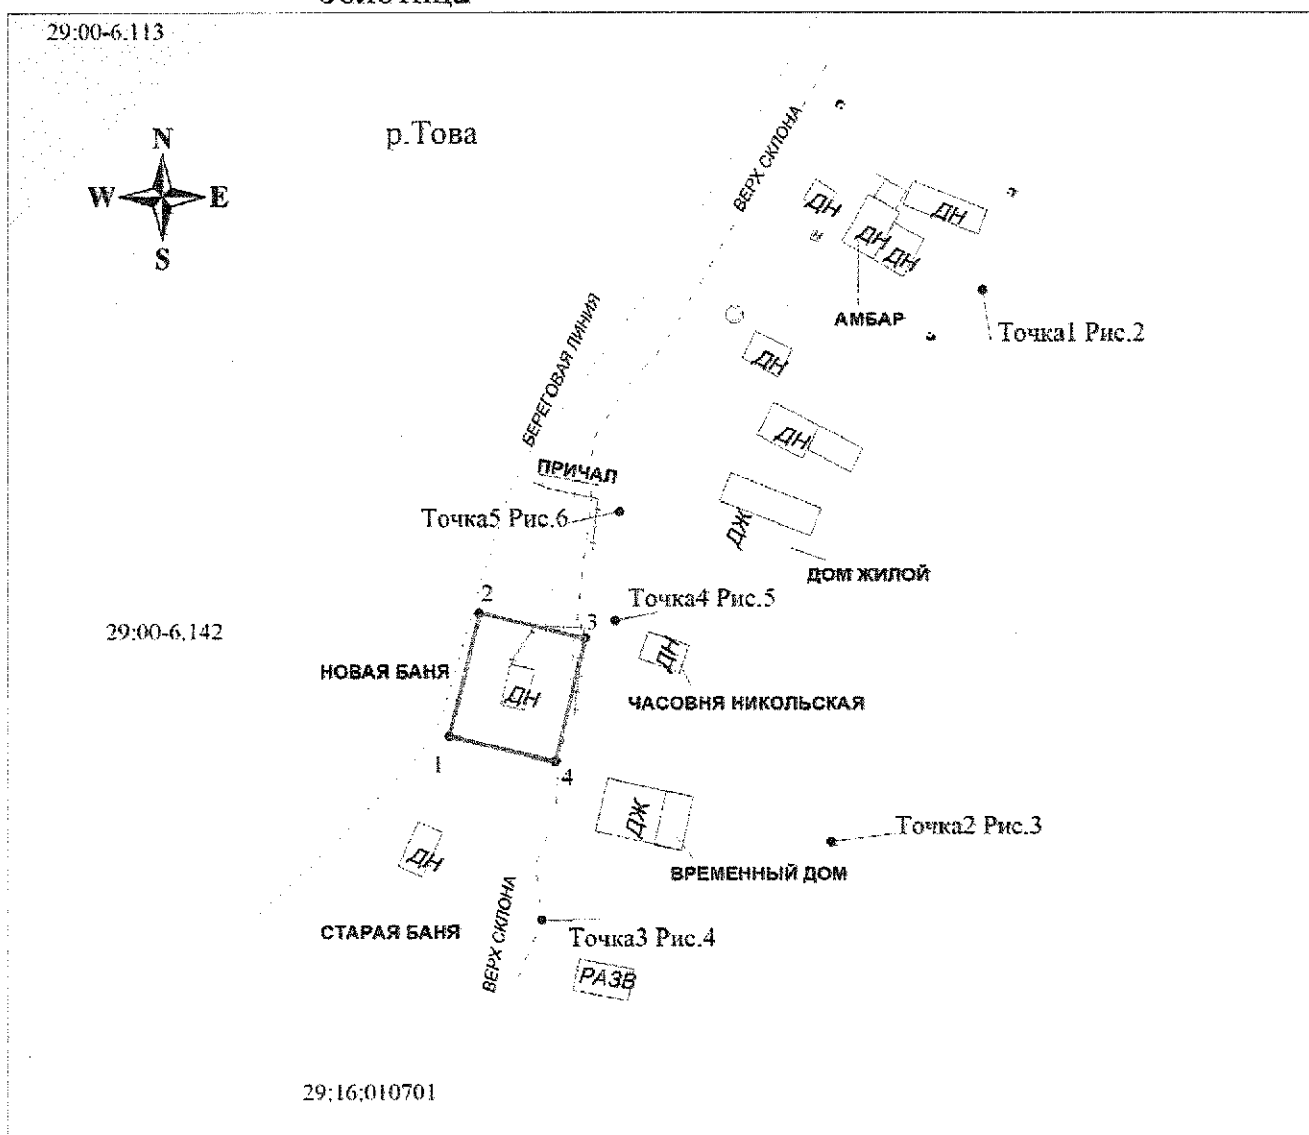 29:00-6.113
N
W
E
S
р.Това
ВЕРХ СКЛОНА
ДН
ДН
ДН
ДН
АМБАР
Точка1 Рис.2
БЕРЕГОВАЯ ЛИНИЯ
ДН
ДН
ПРИЧАЛ
Точка5 Рис.6
ДЖ
ДОМ ЖИЛОЙ
2
Точка4 Рис.5
3
29:00-6.142
НОВАЯ БАНЯ
ДН
ДН
ЧАСОВНЯ НИКОЛЬСКАЯ
1
4
ДЖ
Точка2 Рис.3
ДН
ВРЕМЕННЫЙ ДОМ
СТАРАЯ БАНЯ
ВЕРХ СКЛОНА
Точка3 Рис.4
РАЗВ
29;16;010701